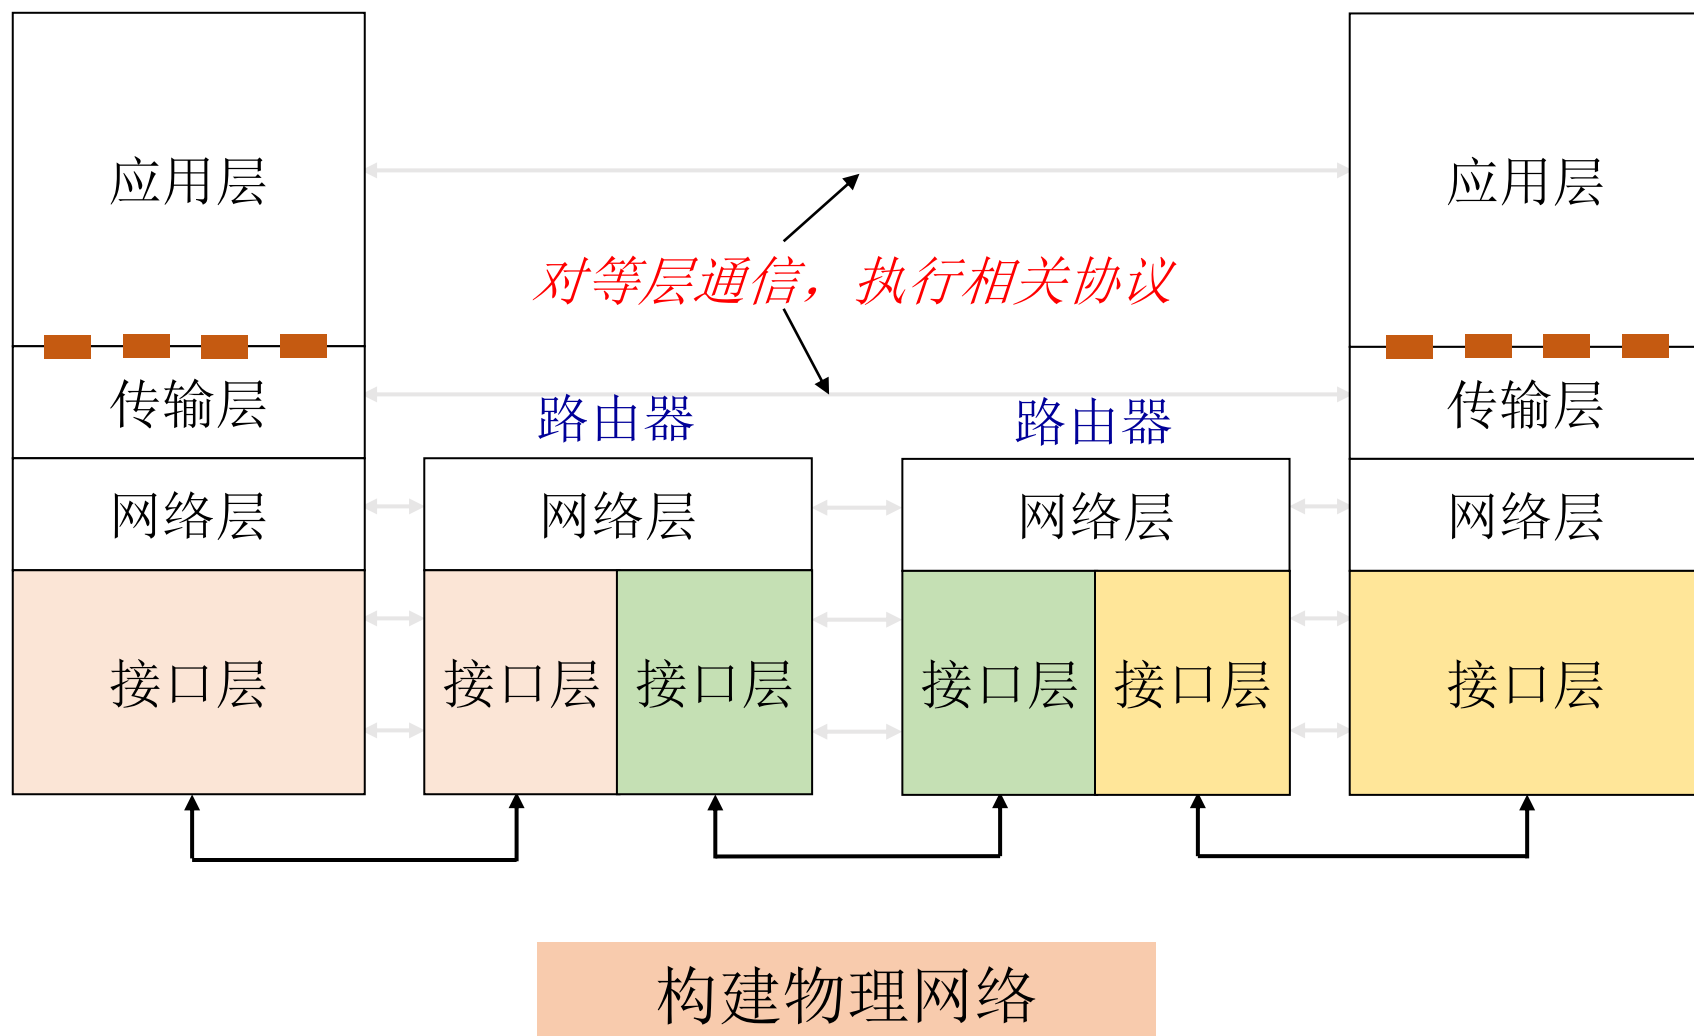 应用层
应用层
对等层通信，执行相关协议
传输层
传输层
路由器
路由器
网络层
网络层
网络层
网络层
接口层
接口层
接口层
接口层
接口层
接口层
构建物理网络